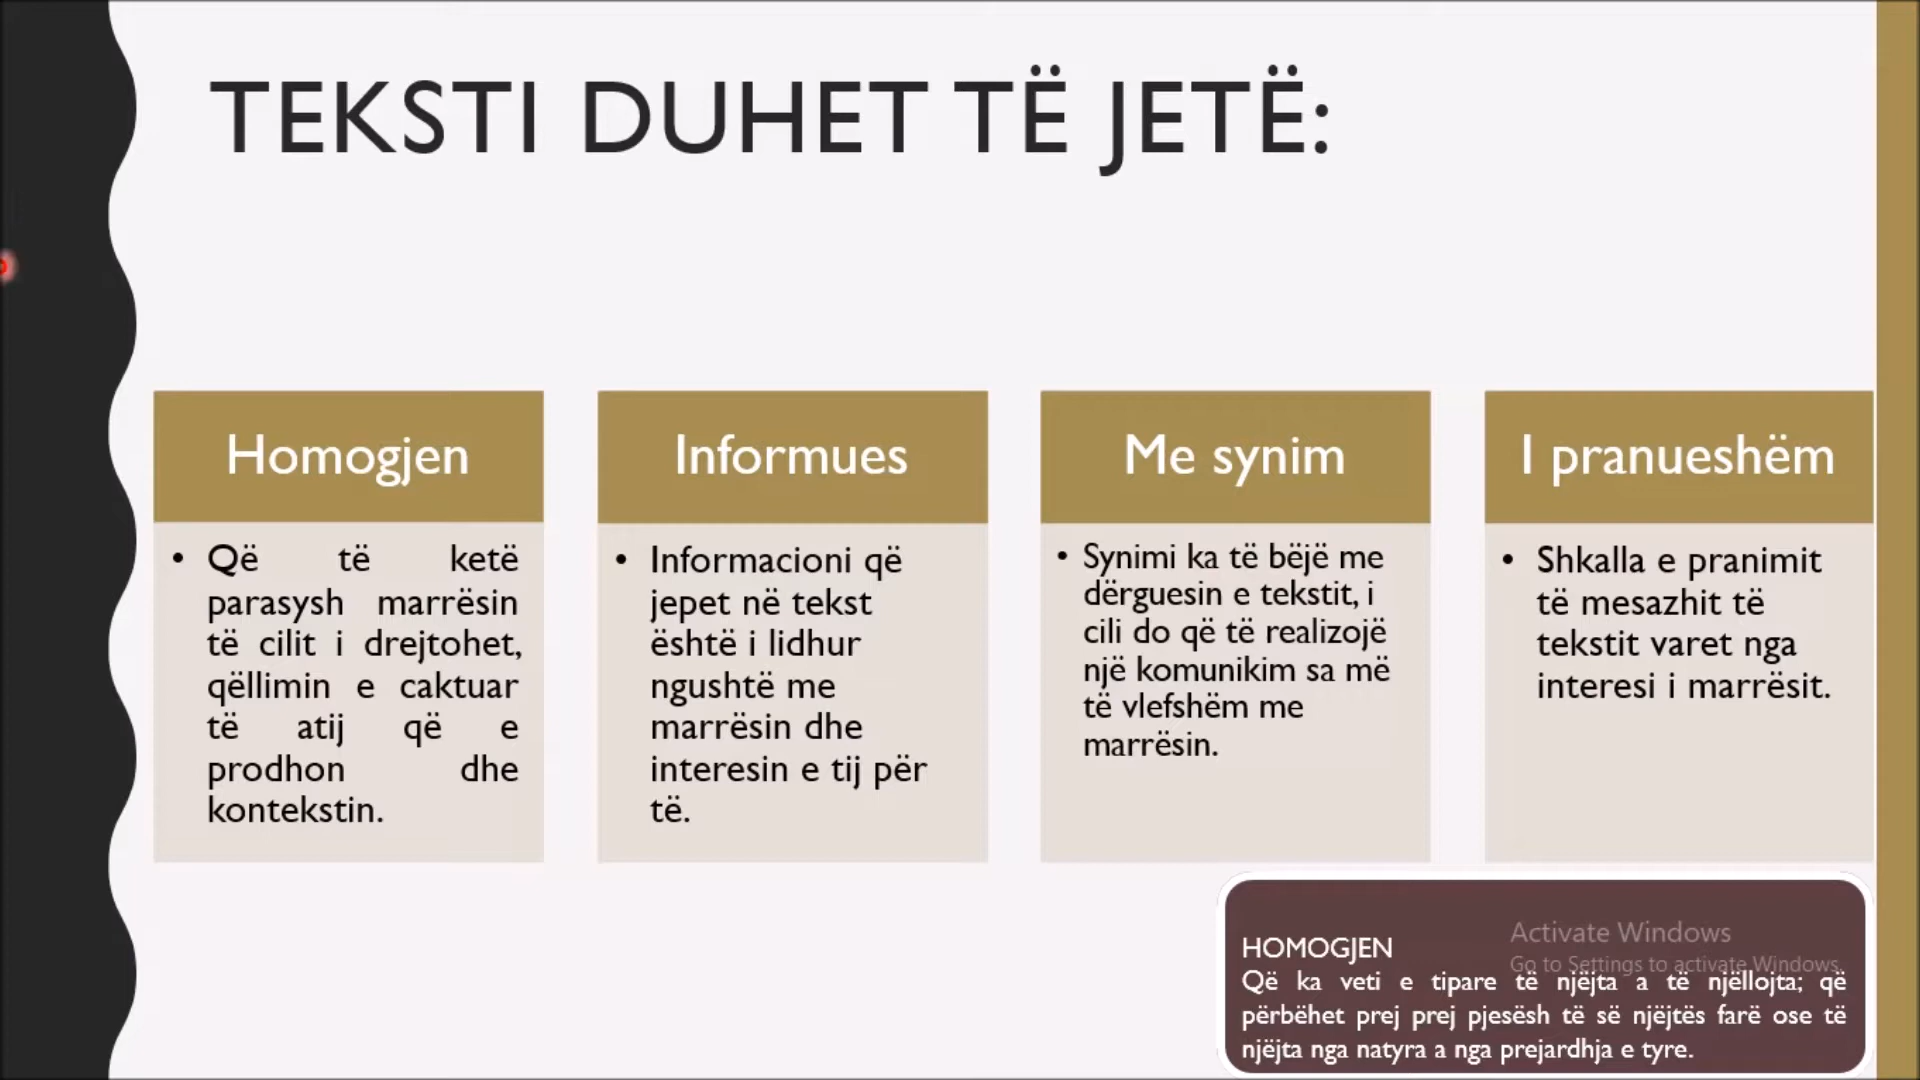 TEKSTI DUHET TË JETË:
Homogjen
• Që të ketë
parasysh marrësin
të cilit i drejtohet,
qëllimin e caktuar
të atij që e
prodhon dhe
kontekstin.
Informues
• Informacioni që
jepet në tekst
është i lidhur
ngushtë me
marrësin dhe
interesin e tij për
të.
Me synim
• Synimi ka të bëjë me
dërguesin e tekstit, i
cili do që të realizojë
një komunikim sa më
të vlefshëm me
marrësin.
I pranueshëm
• Shkalla e pranimit
të mesazhit të
tekstit varet nga
interesi i marrësit.
HOMOGJEN
Që ka veti e tipare të njëjta a të njëllojta; që
përbëhet prej prej pjesësh të së njëjtës farë ose të
njëjta nga natyra a nga prejardhja e tyre.
Activate Windows
Go to Settings to activate Windows.